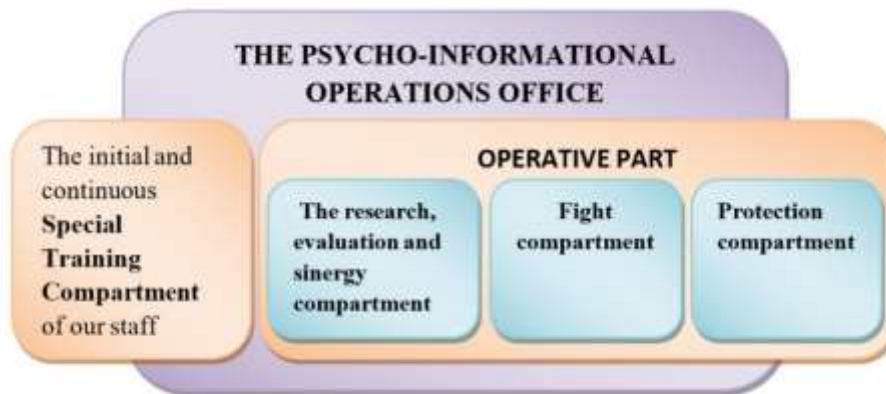 THE PSYCHO-INFORMATIONAL
OPERATIONS OFFICE
The initial and
continuous
Special
Training
Compartment
of our staff
OPERATIVE PART
The research,
evaluation and
sinergy
compartment
Fight
compartment
Protection
compartment